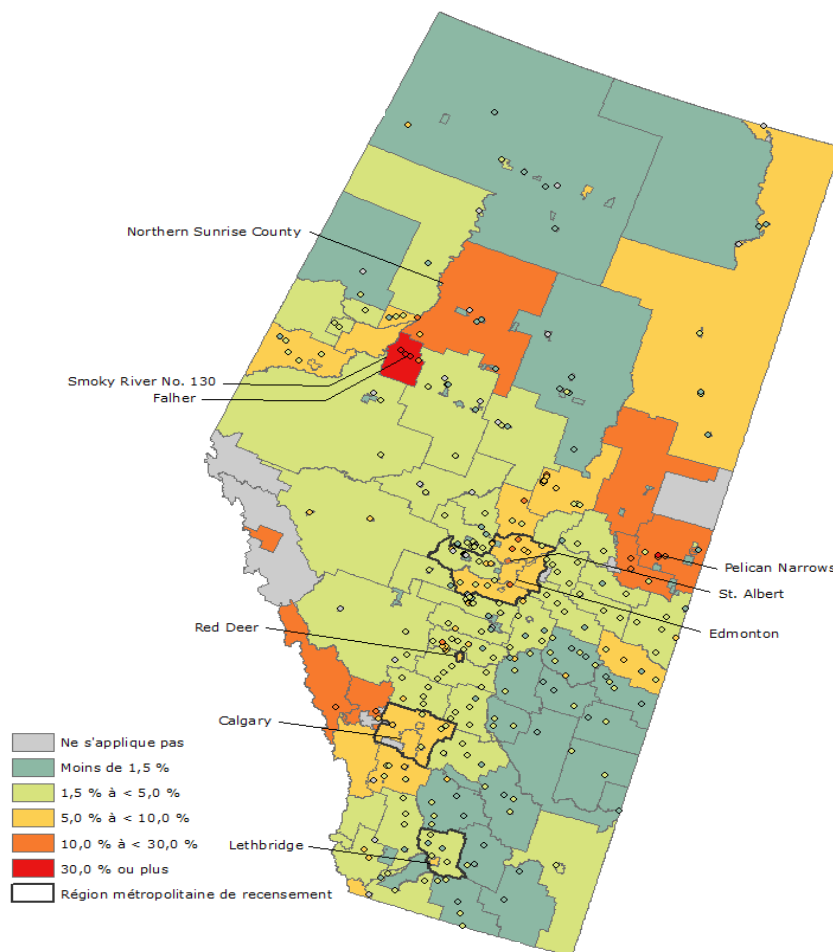 Northern Sunrise County
Smoky River No. 130
Falher
Pelican Narrows
St. Albert
Edmonton
Red Deer
Calgary
Lethbridge
Ne s'applique pas
Moins de 1,5 %
1,5 % à < 5,0 %
5,0 % à < 10,0 %
10,0 % à < 30,0 %
30,0 % ou plus
Région métropolitaine de recensement